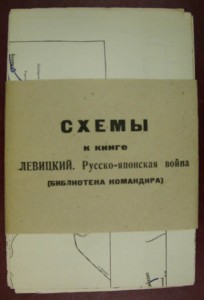 СХЕМЫ
к книге
ЛЕВИЦКИЙ. Русско-японская война
(БИБЛИОТЕКА КОМАНДИРА)